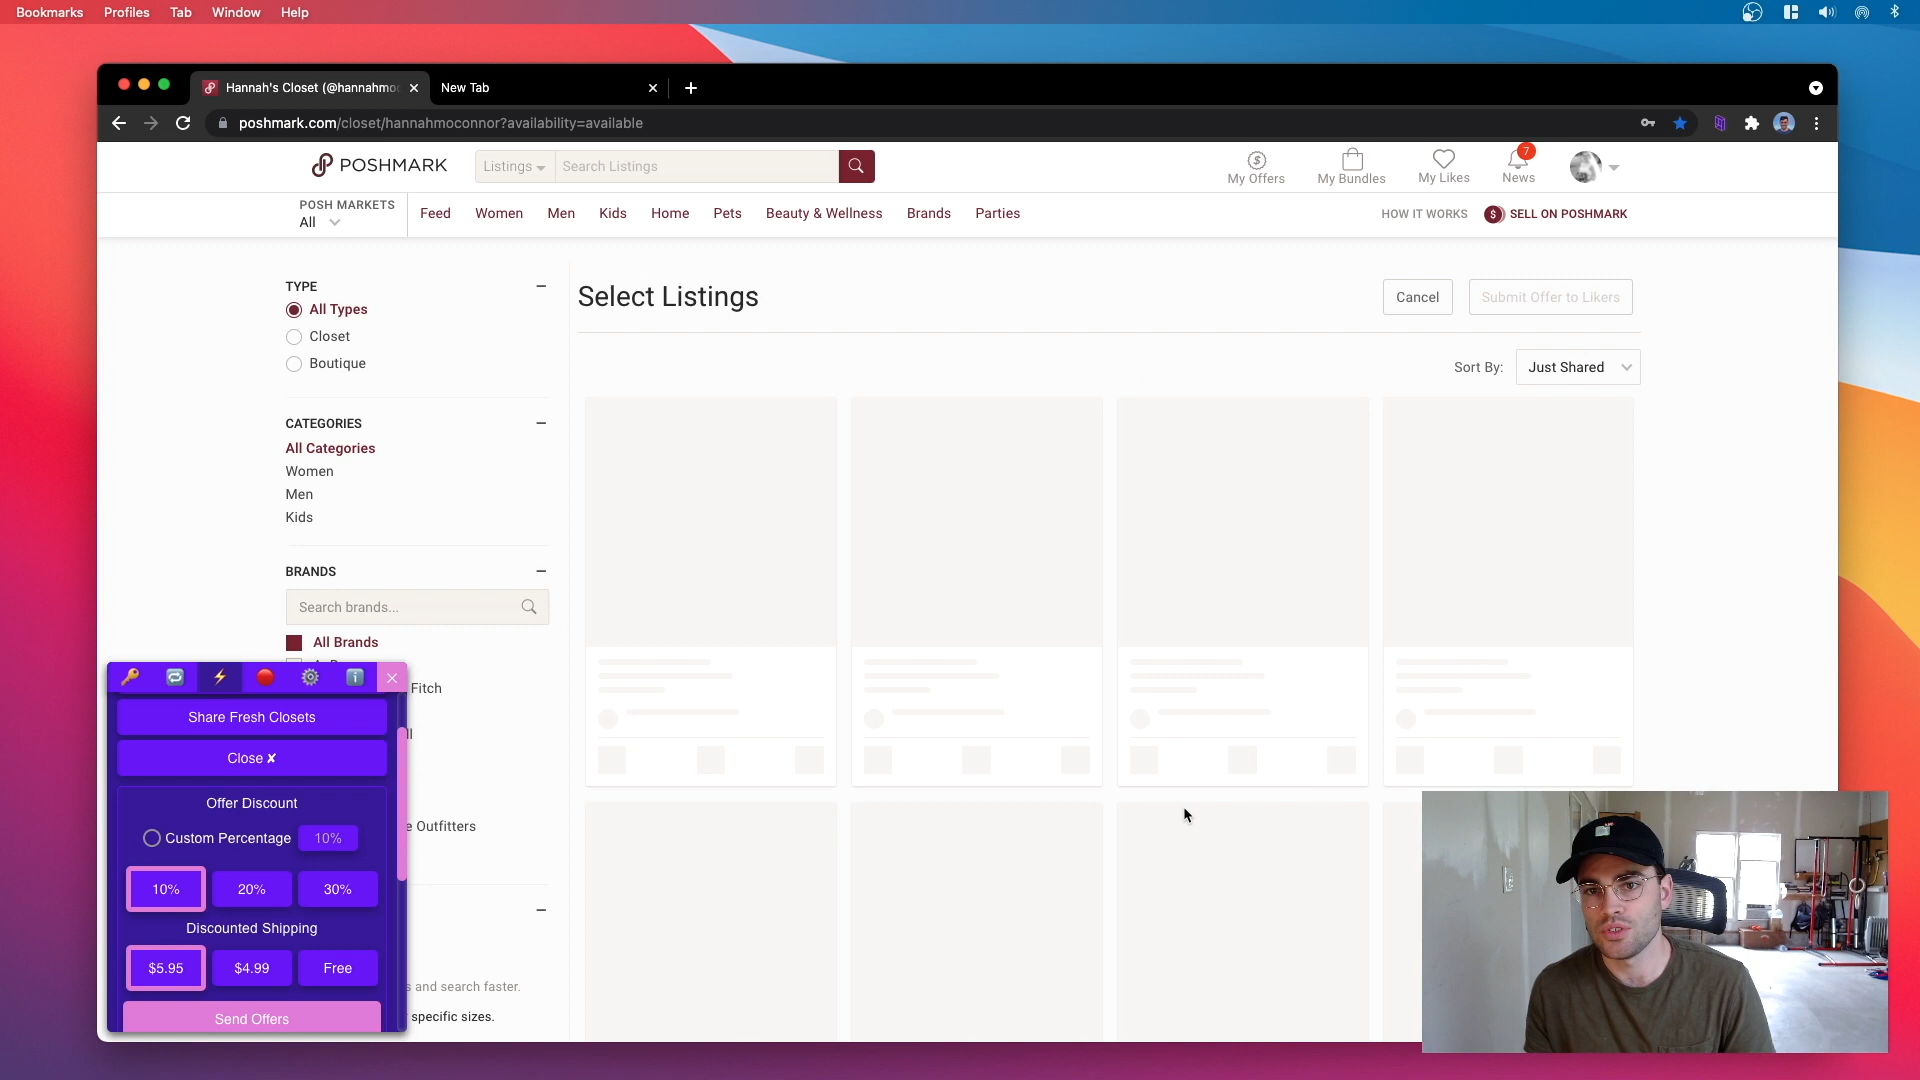 Bookmarks Profiles Tab Window Help
Hannah's Closet (@hannahmoc
New Tab
poshmark.com/closet/hannahmoconnor?availability=available
POSHMARK
Listings
Search Listings
My Offers
My Bundles
My Likes
7
News
POSH MARKETS
All
Feed Women Men Kids Home Pets Beauty & Wellness Brands Parties
HOW IT WORKS
$ SELL ON POSHMARK
TYPE
All Types
Closet
Boutique
Select Listings
Cancel
Submit Offer to Likers
Sort By: Just Shared
CATEGORIES
All Categories
Women
Men
Kids
BRANDS
Search brands...
All Brands
Fitch
e Outfitters
s and search faster.
specific sizes.
Share Fresh Closets
Close ✘
Offer Discount
Custom Percentage 10%
10% 20% 30%
Discounted Shipping
$5.95 $4.99 Free
Send Offers